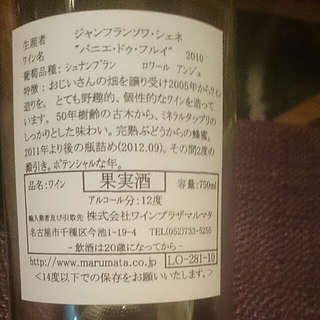 生産者 ジャンフランソワ・シェネ
ワイン名 "パニエ・ドゥ・フルイ" 2010
葡萄品種： シュナンブラン ロワール アンジュ
特徴：おじいさんの畑を譲り受け2005年からワイン
造りを。 とても野趣的、個性的なワインを造って
います。50年樹齢の古木から、ミネラルタップリの
しっかりとした味わい。完熟ぶどうからの蜂蜜。
2011年より後の瓶詰め(2012.09)。その間2度の
澱引き。ポテンシャルな年。
品名：ワイン 果実酒 容量：750ml
アルコール分：12度
輸入業者及び引取先 株式会社ワインプラザマルマタ
名古屋市千種区今池1-19-4 TEL(052)733-5255
－飲酒は20歳になってから－
http://www.marumata.co.jp LO-281-10
<14度以下での保存をお願いいたします。>